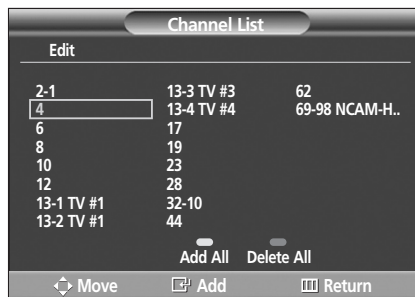 Channel List
Edit
2-1 13-3 TV #3 62
4 13-4 TV #4 69-98 NCAM-H..
6 17
8 19
10 23
12 28
13-1 TV #1 32-10
13-2 TV #1 44
Add All Delete All
Move Add Return